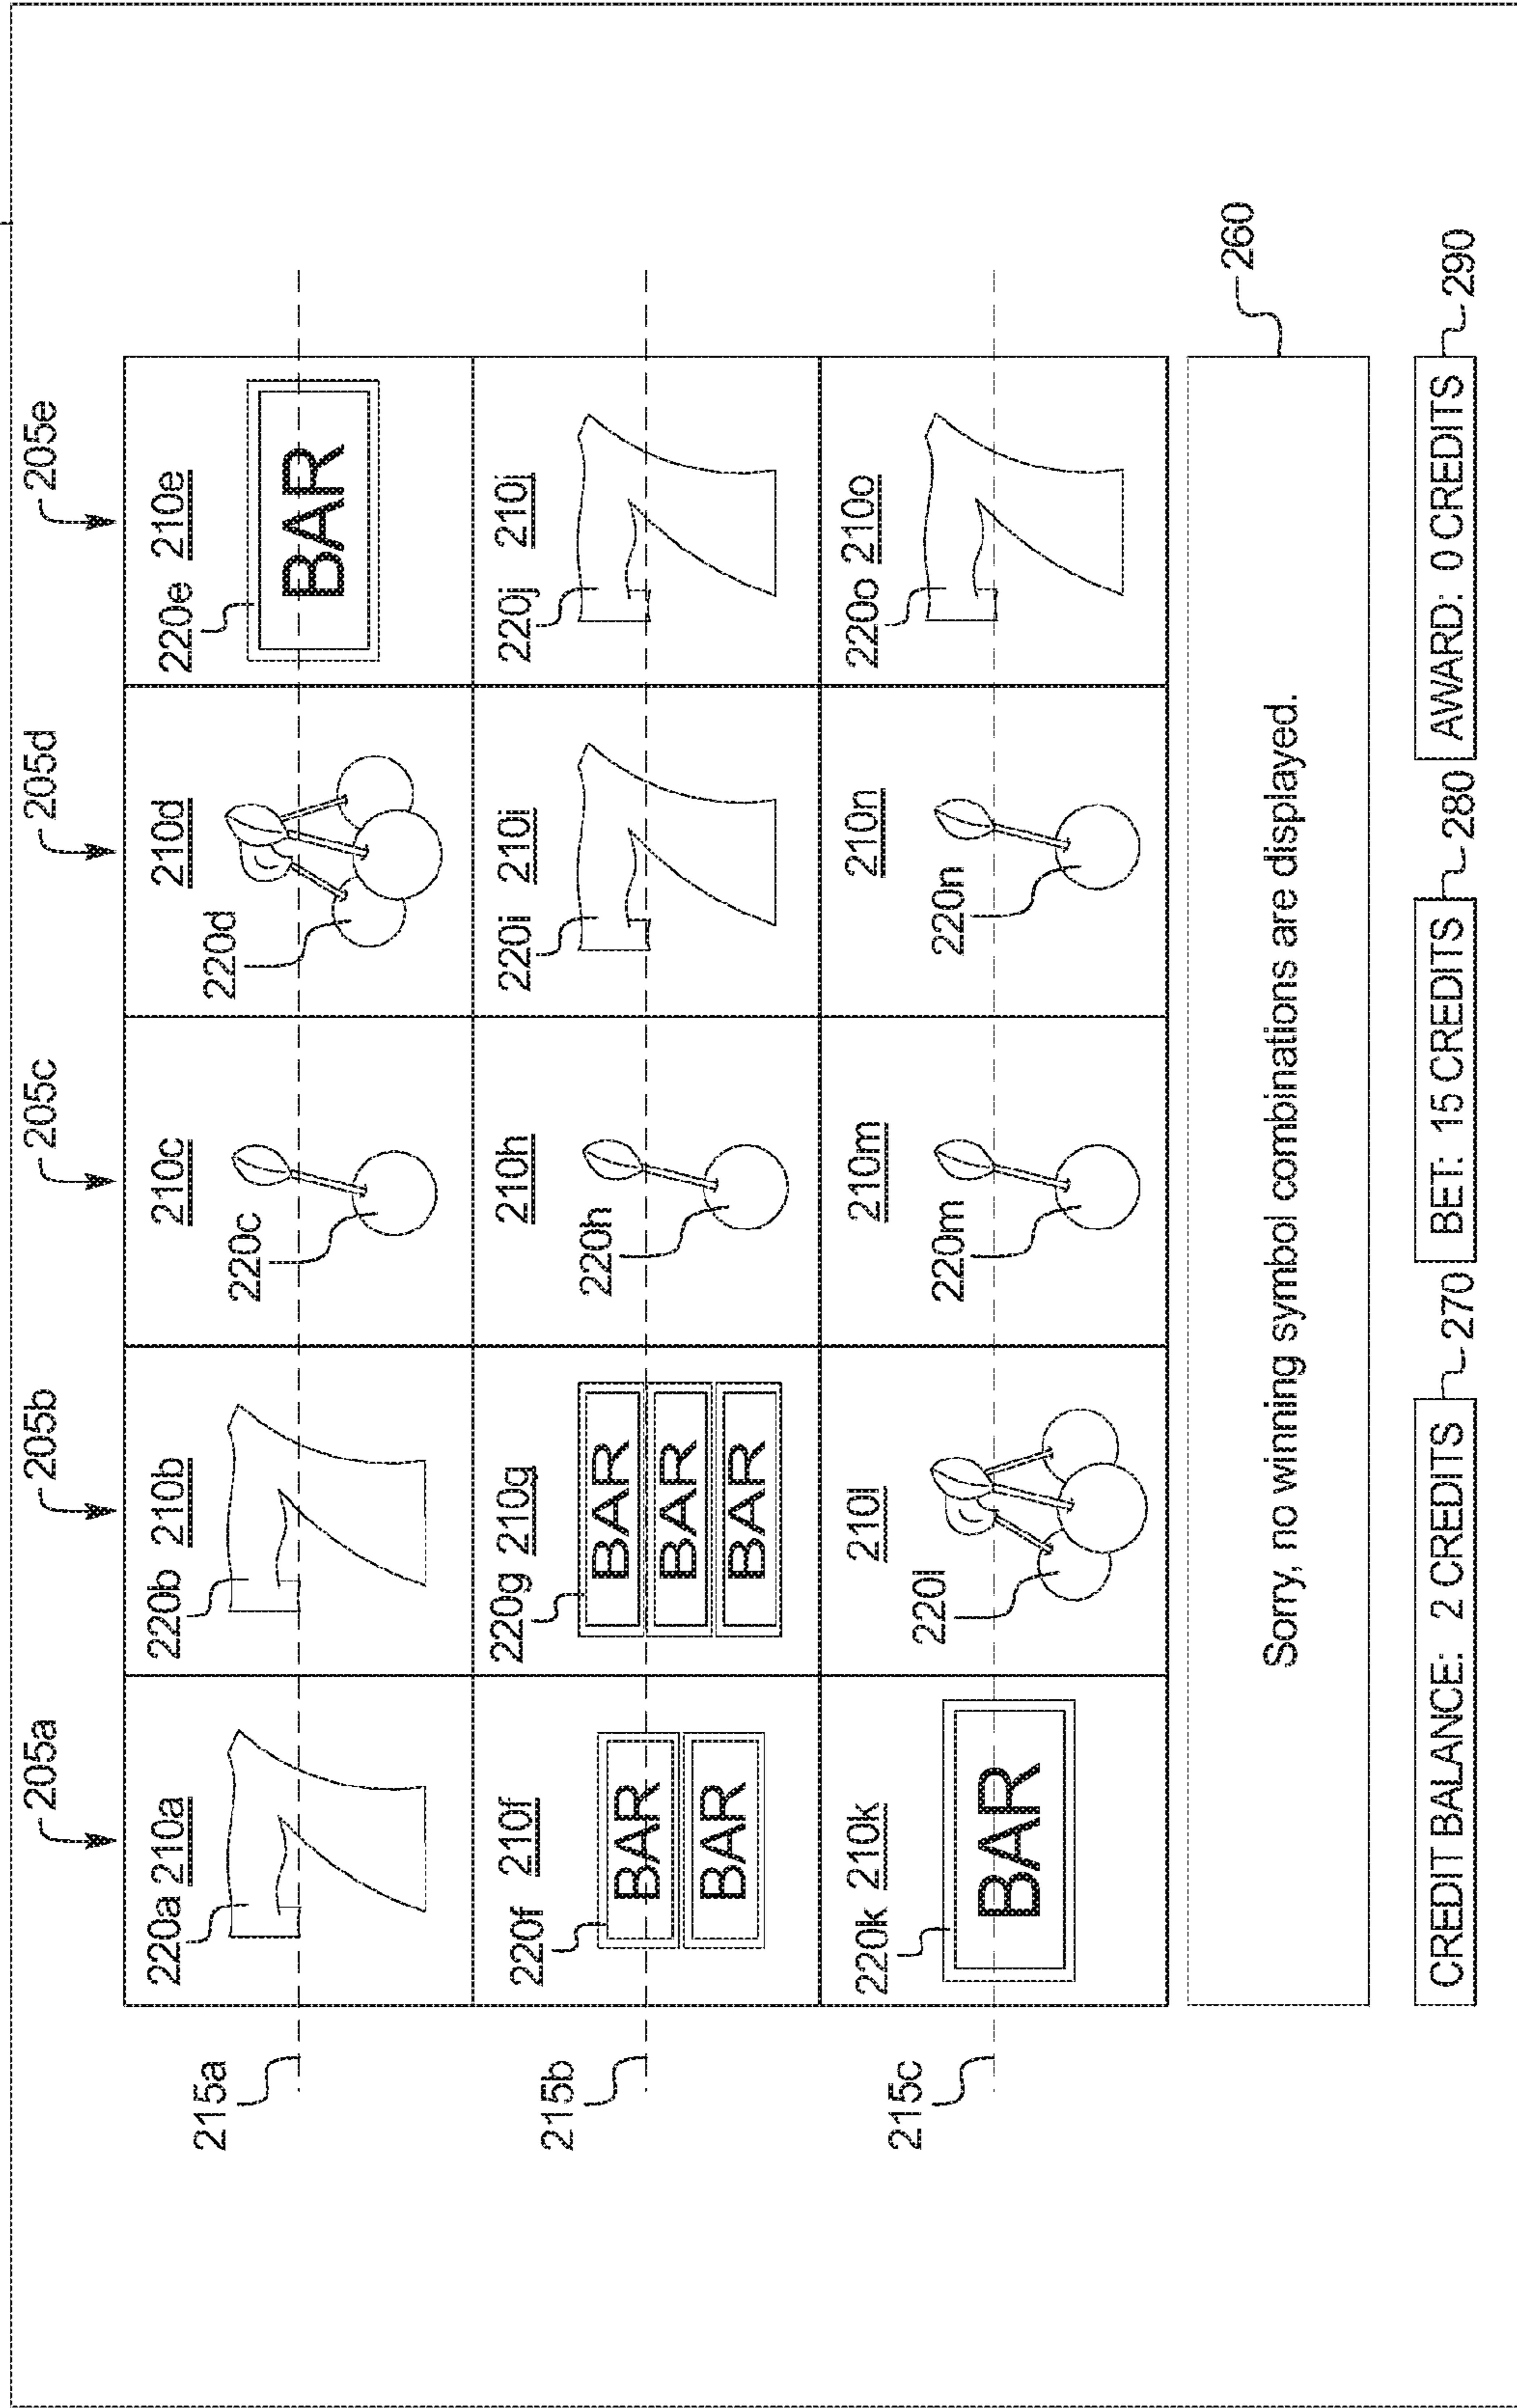 205a 205b 205c 205d 205e
220a 210a 220b 210b 210c 210d 220e 210e
215a
220c 220d
BAR
220f 210f 220g 210g 210h 220i 210i 220j 210j
BAR BAR
215b
220h
BAR BAR
BAR
220k 210k 210l 210m 210n 220o 210o
220l 220m 220n
215c
BAR
260
Sorry, no winning symbol combinations are displayed.
CREDIT BALANCE: 2 CREDITS 270 BET: 15 CREDITS 280 AWARD: 0 CREDITS 290